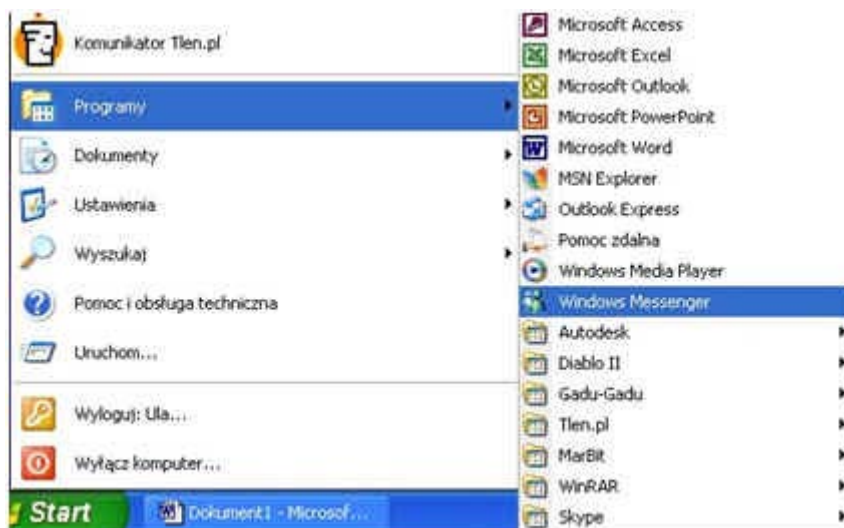 Komunikator Tlen.pl
Programy
Dokumenty
Ustawienia
Wyszukaj
Pomoc i obsługa techniczna
Uruchom...
Wyloguj: Ula...
Wyłącz komputer...
Start
Dokument1 - Microsof...
Microsoft Access
Microsoft Excel
Microsoft Outlook
Microsoft PowerPoint
Microsoft Word
MSN Explorer
Outlook Express
Pomoc zdalna
Windows Media Player
Windows Messenger
Autodesk
Diablo II
Gadu-Gadu
Tlen.pl
MarBit
WinRAR
Skype